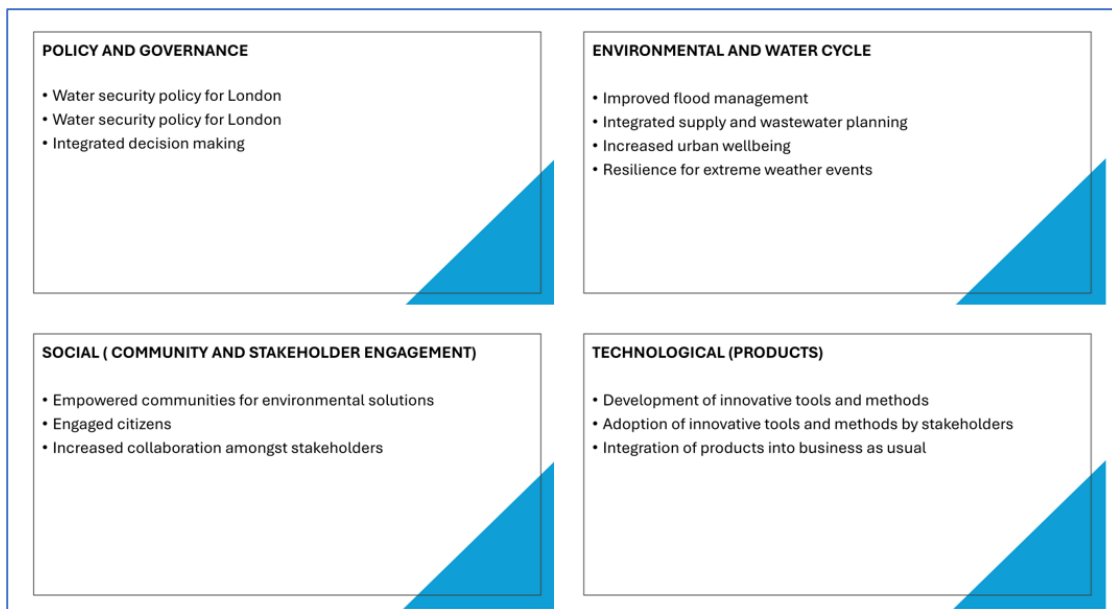 POLICY AND GOVERNANCE
• Water security policy for London
• Water security policy for London
• Integrated decision making
ENVIRONMENTAL AND WATER CYCLE
• Improved flood management
• Integrated supply and wastewater planning
• Increased urban wellbeing
• Resilience for extreme weather events
SOCIAL ( COMMUNITY AND STAKEHOLDER ENGAGEMENT)
• Empowered communities for environmental solutions
• Engaged citizens
• Increased collaboration amongst stakeholders
TECHNOLOGICAL (PRODUCTS)
• Development of innovative tools and methods
• Adoption of innovative tools and methods by stakeholders
• Integration of products into business as usual